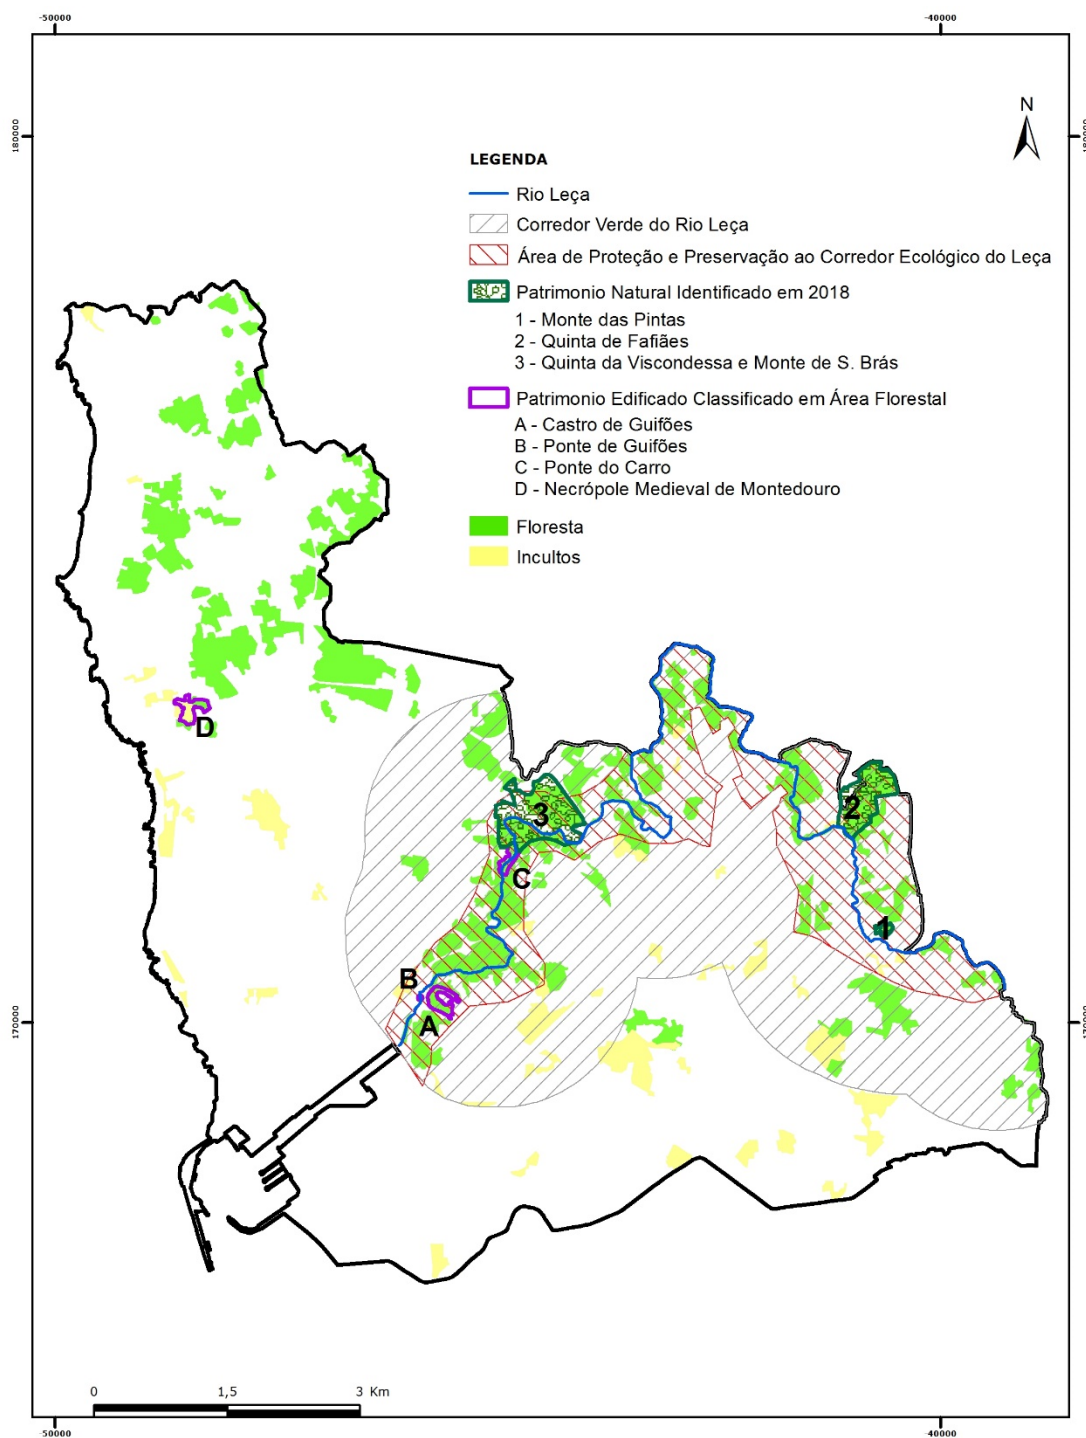 -50000
-40000
180000
180000
N
LEGENDA
Rio Leça
Corredor Verde do Rio Leça
Área de Proteção e Preservação ao Corredor Ecológico do Leça
Patrimonio Natural Identificado em 2018
1 - Monte das Pintas
2 - Quinta de Fafiães
3 - Quinta da Viscondessa e Monte de S. Brás
Patrimonio Edificado Classificado em Área Florestal
A - Castro de Guifões
B - Ponte de Guifões
C - Ponte do Carro
D - Necrópole Medieval de Montedouro
Floresta
Incultos
D
3
2
C
1
B
A
170000
170000
0 1,5 3 Km
-50000
-40000